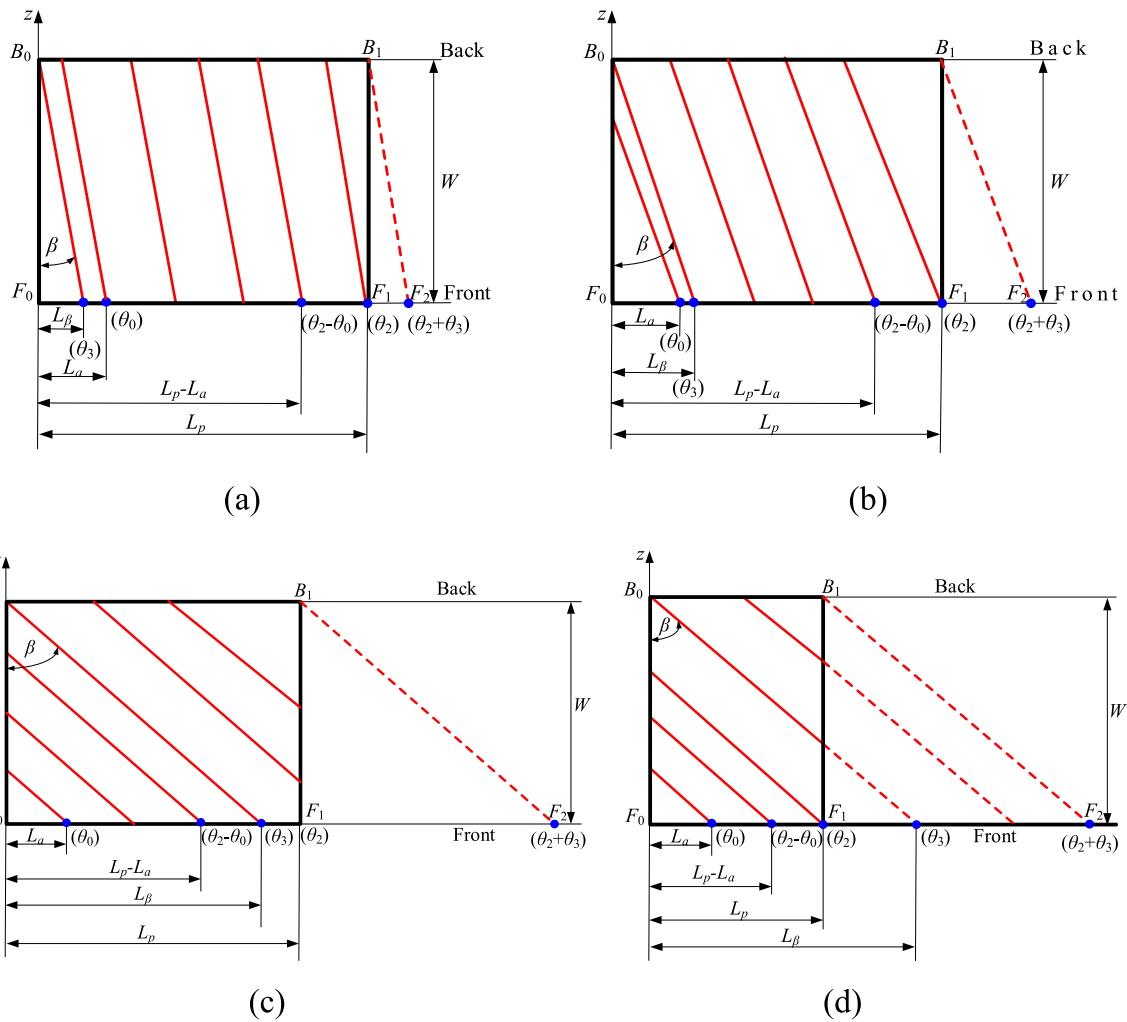 z
B₀
B₁
Back
W
β
F₀
F₁
F₂
Front
Lβ
(θ₀)
(θ₂-θ₀)
(θ₂)
(θ₂+θ₃)
(θ₃)
Lₐ
Lₚ-Lₐ
Lₚ
(a)
z
B₀
B₁
Back
W
β
F₀
F₁
F₂
Front
Lₐ
(θ₀)
(θ₂-θ₀)
(θ₂)
(θ₂+θ₃)
Lβ
(θ₃)
Lₚ-Lₐ
Lₚ
(b)
B₁
Back
β
W
F₁
F₂
Lₐ
(θ₀)
(θ₂-θ₀)
(θ₃)
(θ₂)
Front
(θ₂+θ₃)
Lₚ-Lₐ
Lβ
Lₚ
(c)
z
B₀
B₁
Back
β
W
F₀
F₁
F₂
Lₐ
(θ₀)
(θ₂-θ₀)
(θ₂)
(θ₃)
Front
(θ₂+θ₃)
Lₚ-Lₐ
Lₚ
Lβ
(d)